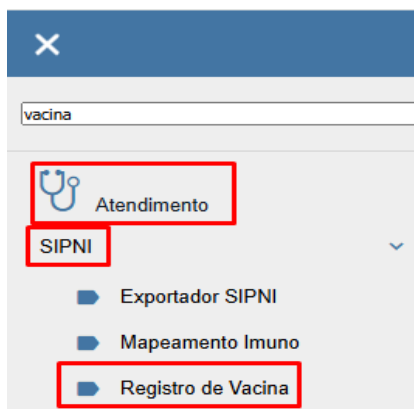 vacina
Atendimento
SIPNI
Exportador SIPNI
Mapeamento Imuno
Registro de Vacina